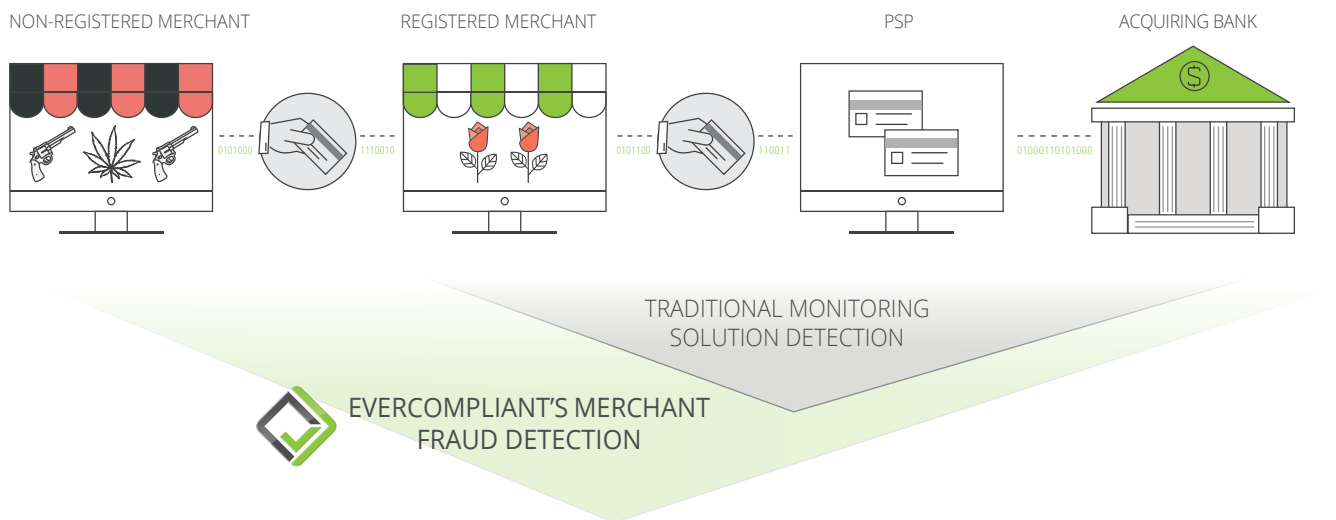 NON-REGISTERED MERCHANT
REGISTERED MERCHANT
PSP
ACQUIRING BANK
$
0101000
1110010
0101100
110011
01000110101000
TRADITIONAL MONITORING
SOLUTION DETECTION
EVERCOMPLIANT'S MERCHANT
FRAUD DETECTION